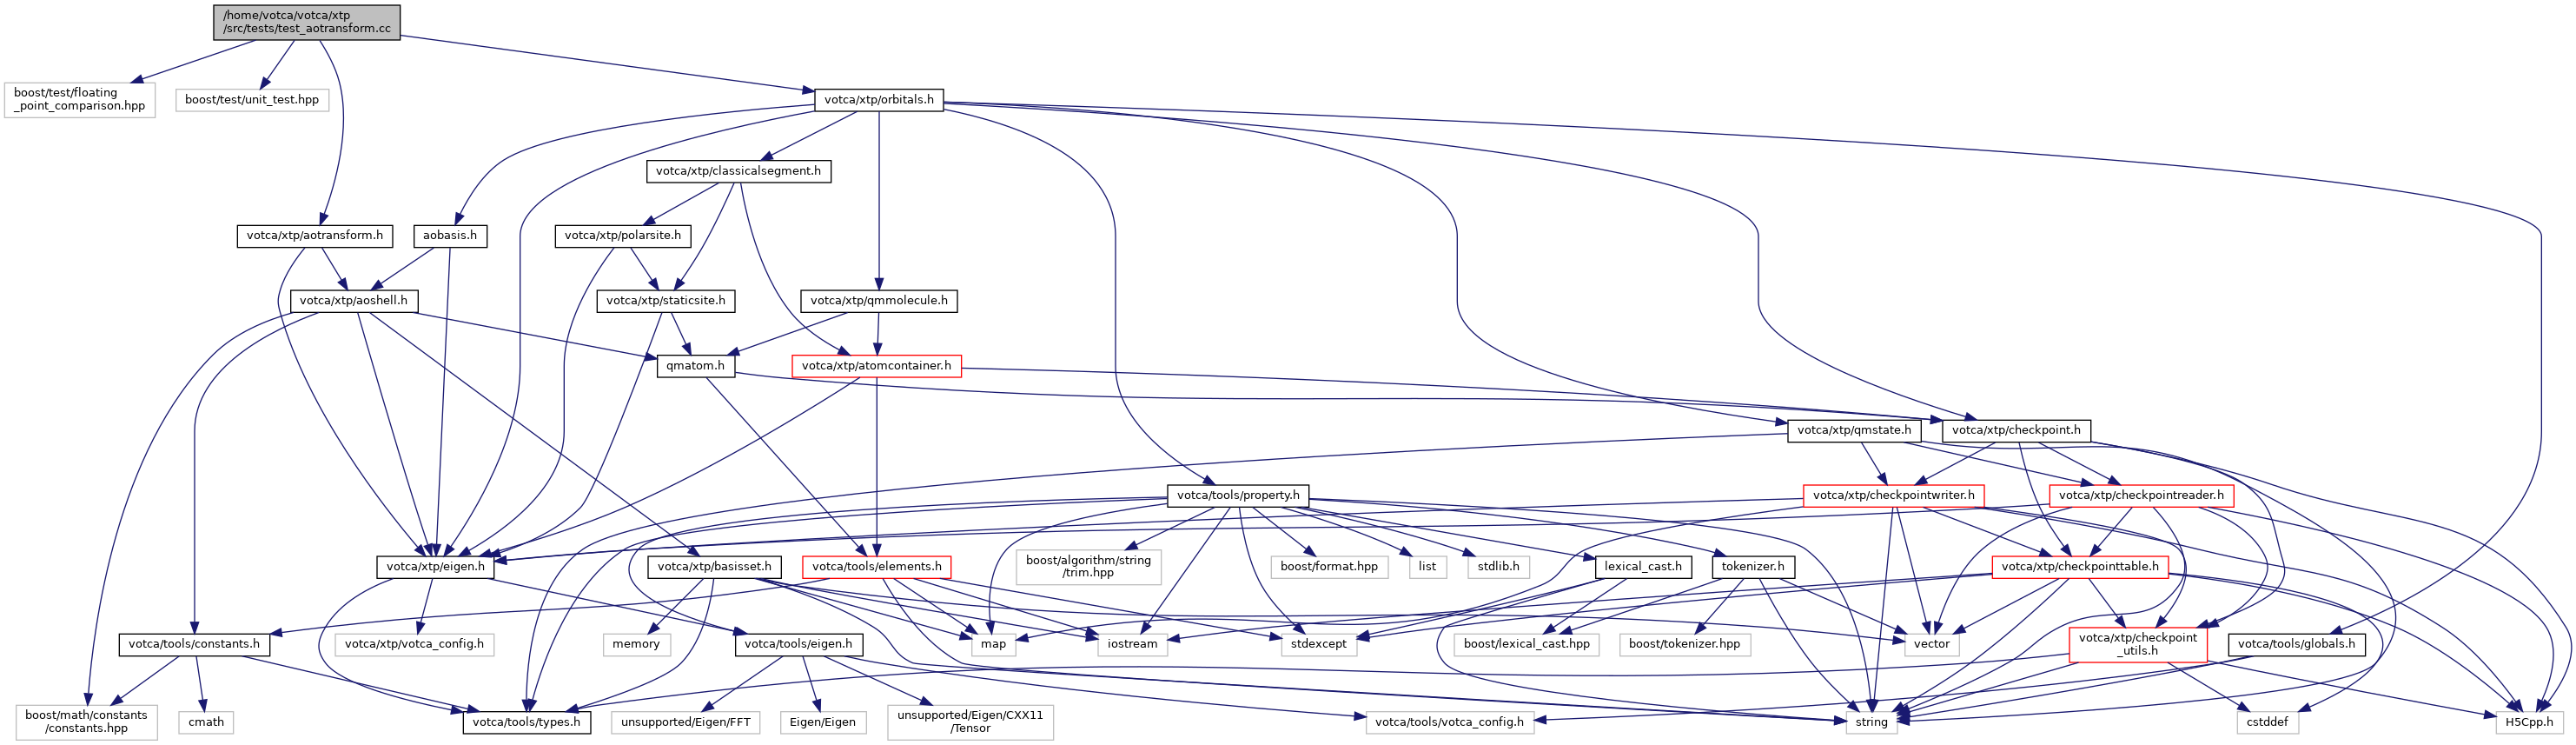 /home/votca/votca/xtp
/src/tests/test_aotransform.cc
boost/test/floating
_point_comparison.hpp
boost/test/unit_test.hpp
votca/xtp/orbitals.h
votca/xtp/classicalsegment.h
votca/xtp/aotransform.h
aobasis.h
votca/xtp/polarsite.h
votca/xtp/aoshell.h
votca/xtp/staticsite.h
votca/xtp/qmmolecule.h
qmatom.h
votca/xtp/atomcontainer.h
votca/xtp/qmstate.h
votca/xtp/checkpoint.h
votca/tools/property.h
votca/xtp/checkpointwriter.h
votca/xtp/checkpointreader.h
votca/xtp/eigen.h
votca/xtp/basisset.h
votca/tools/elements.h
boost/algorithm/string
/trim.hpp
boost/format.hpp
list
stdlib.h
lexical_cast.h
tokenizer.h
votca/xtp/checkpointtable.h
votca/tools/constants.h
votca/xtp/votca_config.h
memory
votca/tools/eigen.h
map
iostream
stdexcept
boost/lexical_cast.hpp
boost/tokenizer.hpp
vector
votca/xtp/checkpoint
_utils.h
votca/tools/globals.h
boost/math/constants
/constants.hpp
cmath
votca/tools/types.h
unsupported/Eigen/FFT
Eigen/Eigen
unsupported/Eigen/CXX11
/Tensor
votca/tools/votca_config.h
string
cstddef
H5Cpp.h